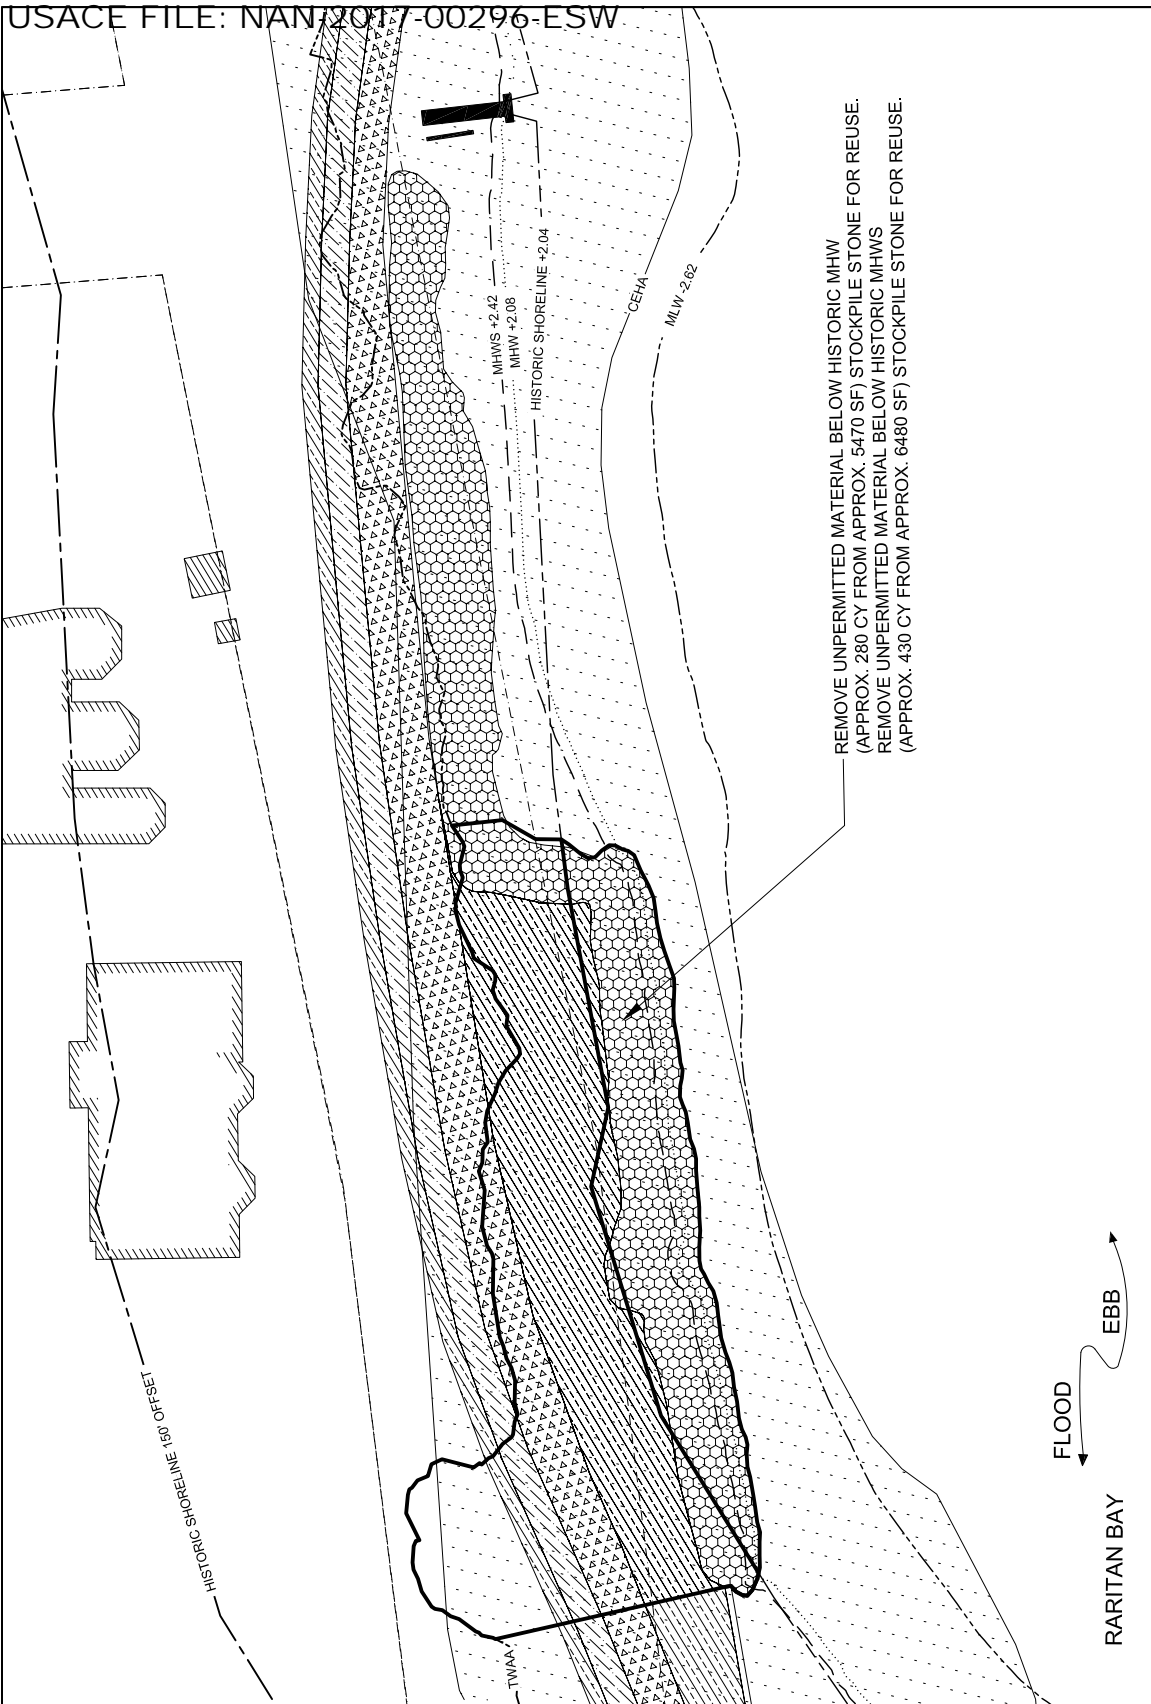 USACE FILE: NAN-2017-00296-ESW
REMOVE UNPERMITTED MATERIAL BELOW HISTORIC MHW
(APPROX. 280 CY FROM APPROX. 5470 SF) STOCKPILE STONE FOR REUSE.
REMOVE UNPERMITTED MATERIAL BELOW HISTORIC MHWS
(APPROX. 430 CY FROM APPROX. 6480 SF) STOCKPILE STONE FOR REUSE.
MHWS +2.42
MHW +2.08
HISTORIC SHORELINE +2.04
CEHA
MLW -2.62
HISTORIC SHORELINE 150' OFFSET
TWAA
FLOOD
EBB
RARITAN BAY